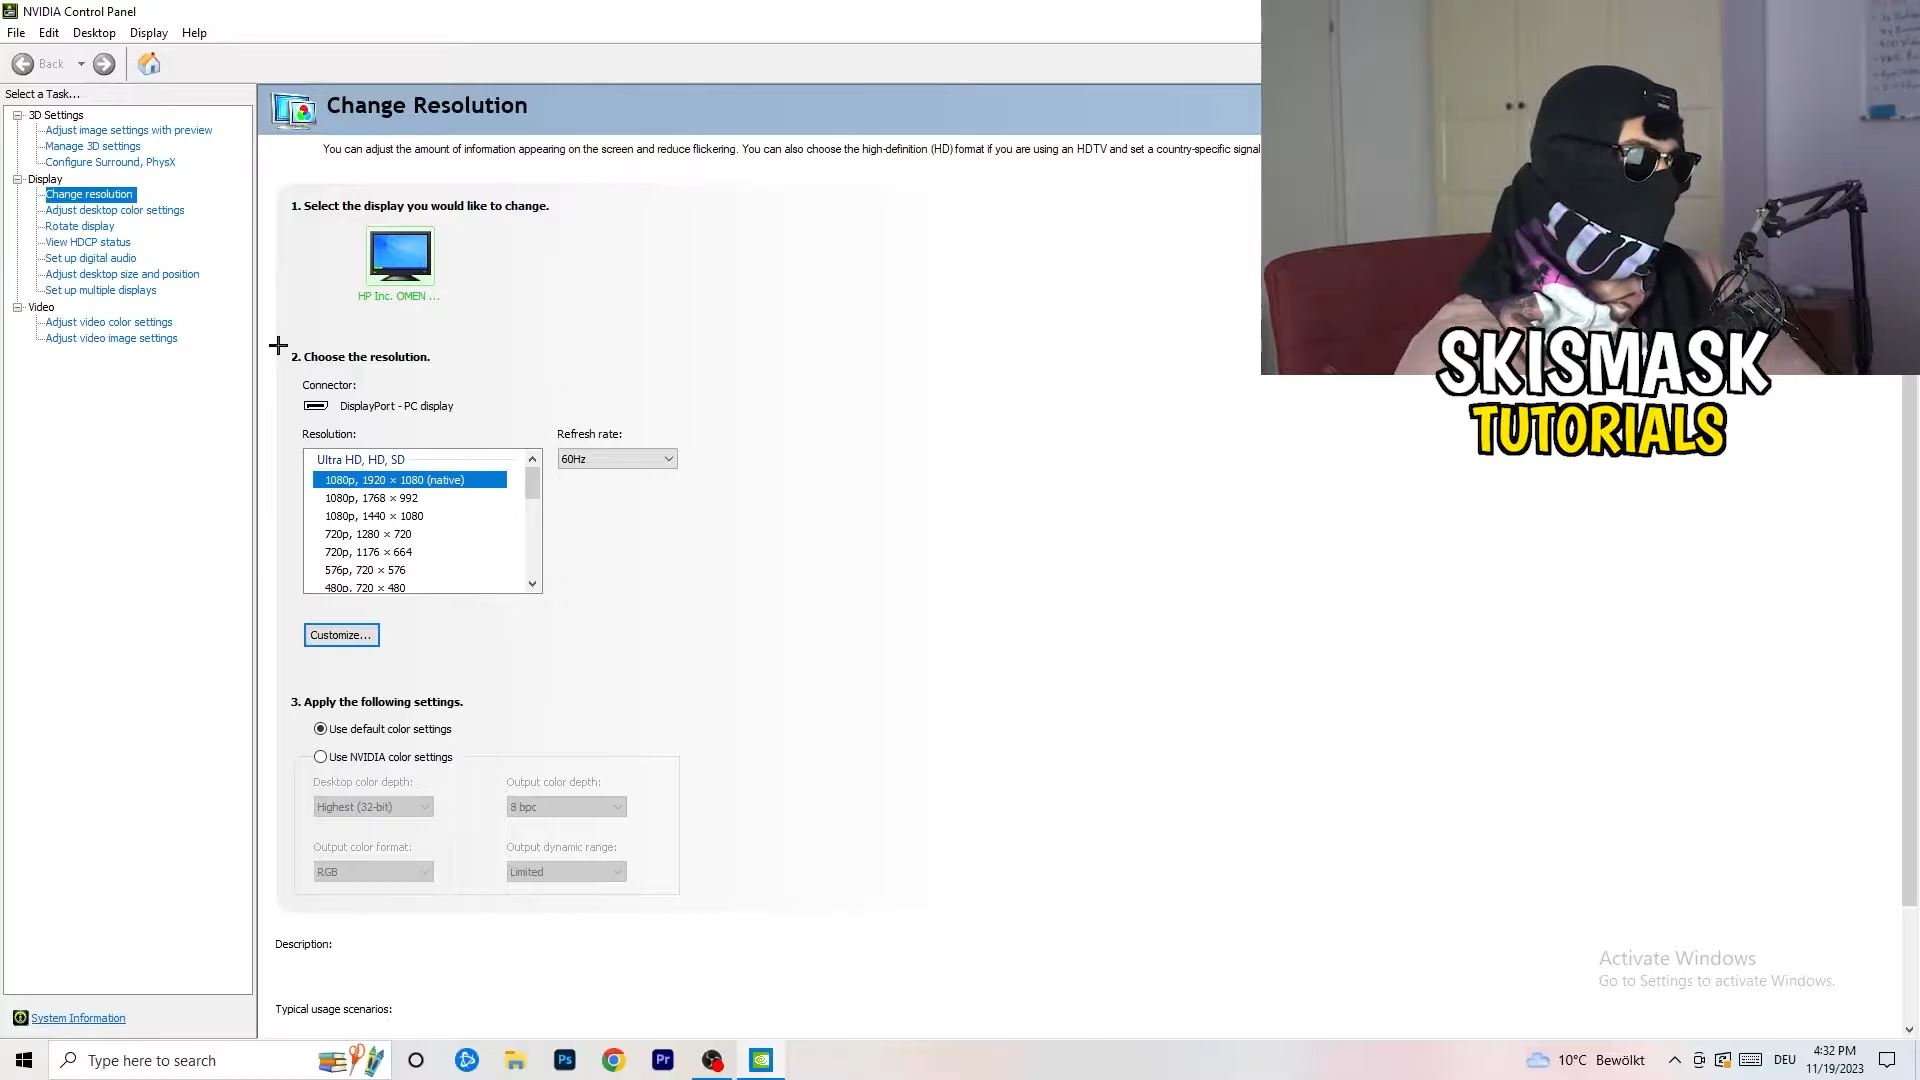 NVIDIA Control Panel
File Edit Desktop Display Help
Back
Select a Task...
3D Settings
Adjust image settings with preview
Manage 3D settings
Configure Surround, PhysX
Display
Change resolution
Adjust desktop color settings
Rotate display
View HDCP status
Set up digital audio
Adjust desktop size and position
Set up multiple displays
Video
Adjust video color settings
Adjust video image settings
System Information
Change Resolution
You can adjust the amount of information appearing on the screen and reduce flickering. You can also choose the high-definition (HD) format if you are using an HDTV and set a country-specific signal
1. Select the display you would like to change.
HP Inc. OMEN ...
2. Choose the resolution.
Connector:
DisplayPort - PC display
Resolution:
Refresh rate:
Ultra HD, HD, SD
60Hz
1080p, 1920 × 1080 (native)
1080p, 1768 × 992
1080p, 1440 × 1080
720p, 1280 × 720
720p, 1176 × 664
576p, 720 × 576
480p, 720 × 480
Customize...
3. Apply the following settings.
Use default color settings
Use NVIDIA color settings
Desktop color depth:
Output color depth:
Highest (32-bit)
8 bpc
Output color format:
Output dynamic range:
RGB
Limited
Description:
Typical usage scenarios:
SKISMASK
TUTORIALS
Activate Windows
Go to Settings to activate Windows.
Type here to search
Ps
Pr
10°C Bewölkt
DEU
4:32 PM
11/19/2023